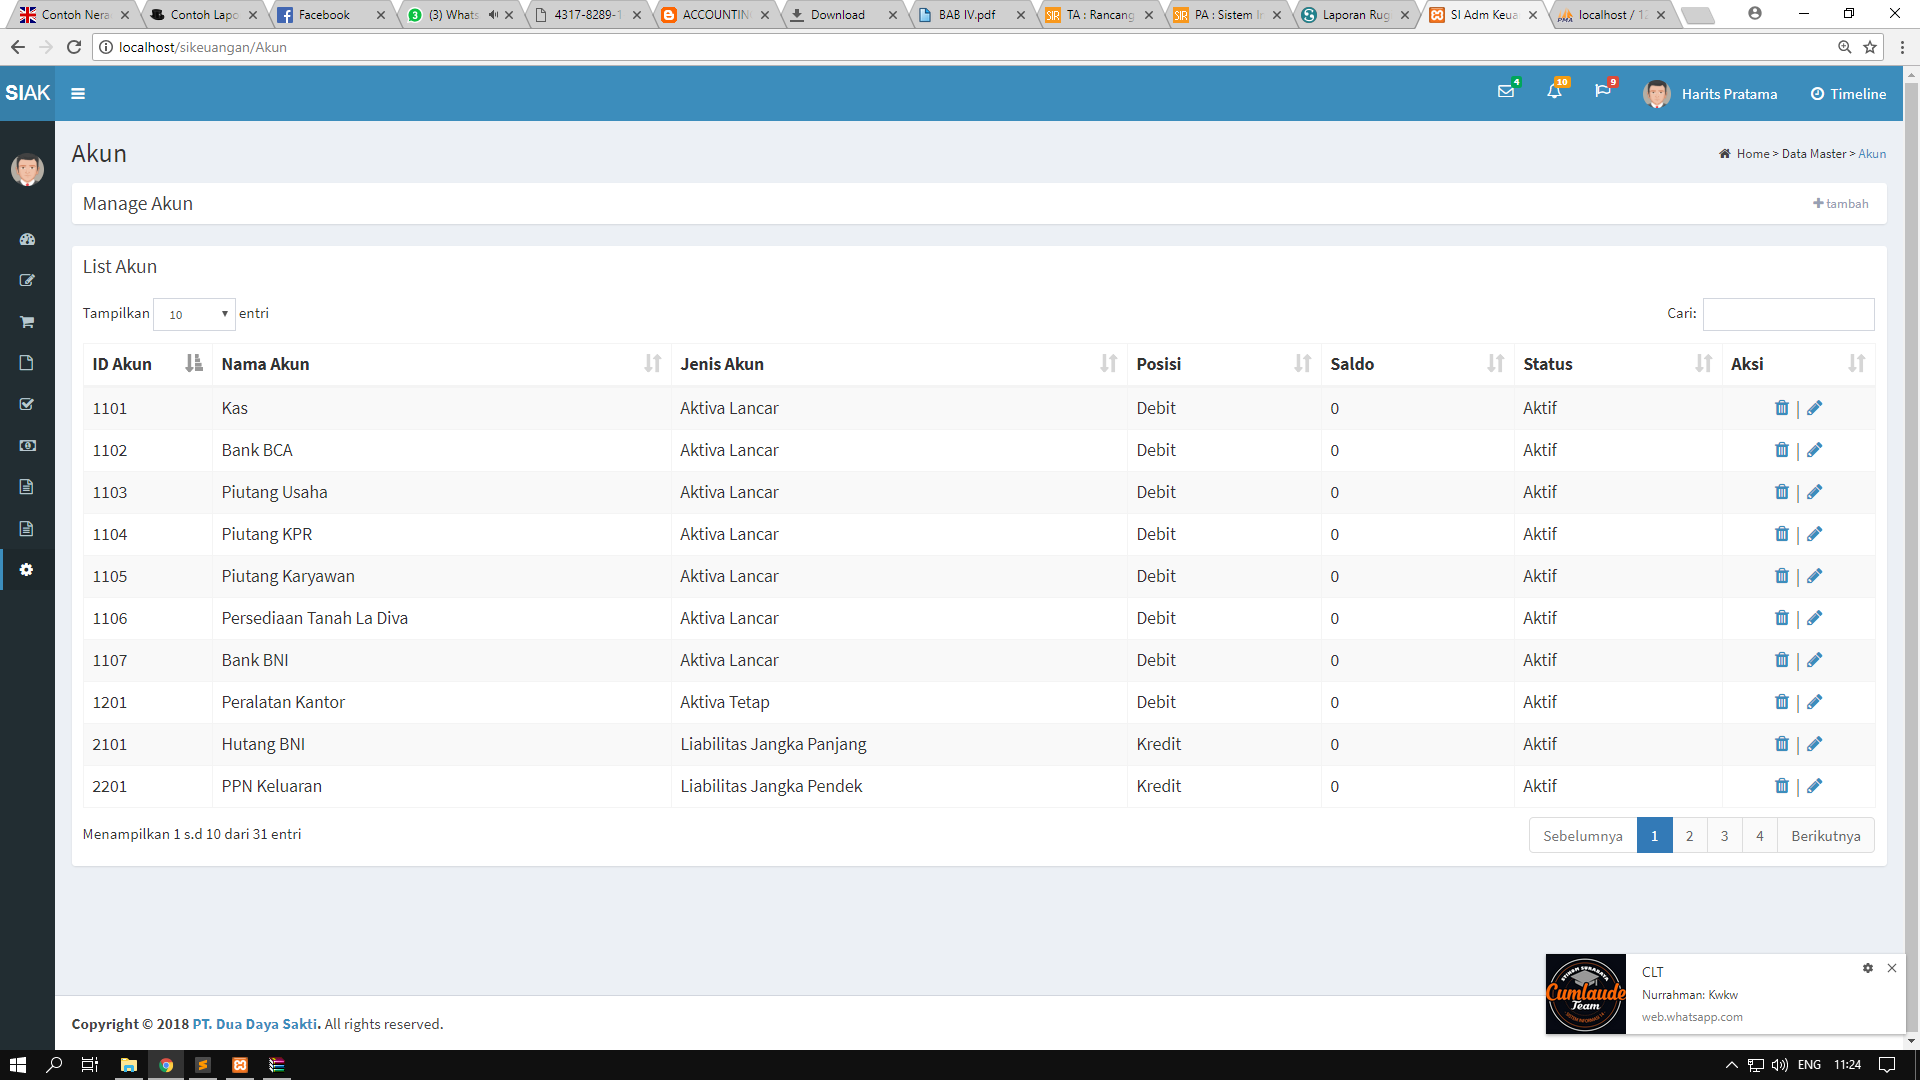 Contoh Nera
Contoh Lapo
Facebook
(3) Whats
4317-8289-1
ACCOUNTIN
Download
BAB IV.pdf
TA : Rancang
PA : Sistem In
Laporan Rug
SI Adm Keua
localhost / 12
localhost/sikeuangan/Akun
SIAK
4
10
9
Harits Pratama
Timeline
Akun
Home > Data Master > Akun
Manage Akun
+ tambah
List Akun
Tampilkan 10 entri
Cari:
ID Akun Nama Akun Jenis Akun Posisi Saldo Status Aksi
1101 Kas Aktiva Lancar Debit 0 Aktif |
1102 Bank BCA Aktiva Lancar Debit 0 Aktif |
1103 Piutang Usaha Aktiva Lancar Debit 0 Aktif |
1104 Piutang KPR Aktiva Lancar Debit 0 Aktif |
1105 Piutang Karyawan Aktiva Lancar Debit 0 Aktif |
1106 Persediaan Tanah La Diva Aktiva Lancar Debit 0 Aktif |
1107 Bank BNI Aktiva Lancar Debit 0 Aktif |
1201 Peralatan Kantor Aktiva Tetap Debit 0 Aktif |
2101 Hutang BNI Liabilitas Jangka Panjang Kredit 0 Aktif |
2201 PPN Keluaran Liabilitas Jangka Pendek Kredit 0 Aktif |
Menampilkan 1 s.d 10 dari 31 entri
Sebelumnya 1 2 3 4 Berikutnya
Cumlaude
Team
CLT
Nurrahman: Kwkw
web.whatsapp.com
Copyright © 2018 PT. Dua Daya Sakti. All rights reserved.
ENG 11:24